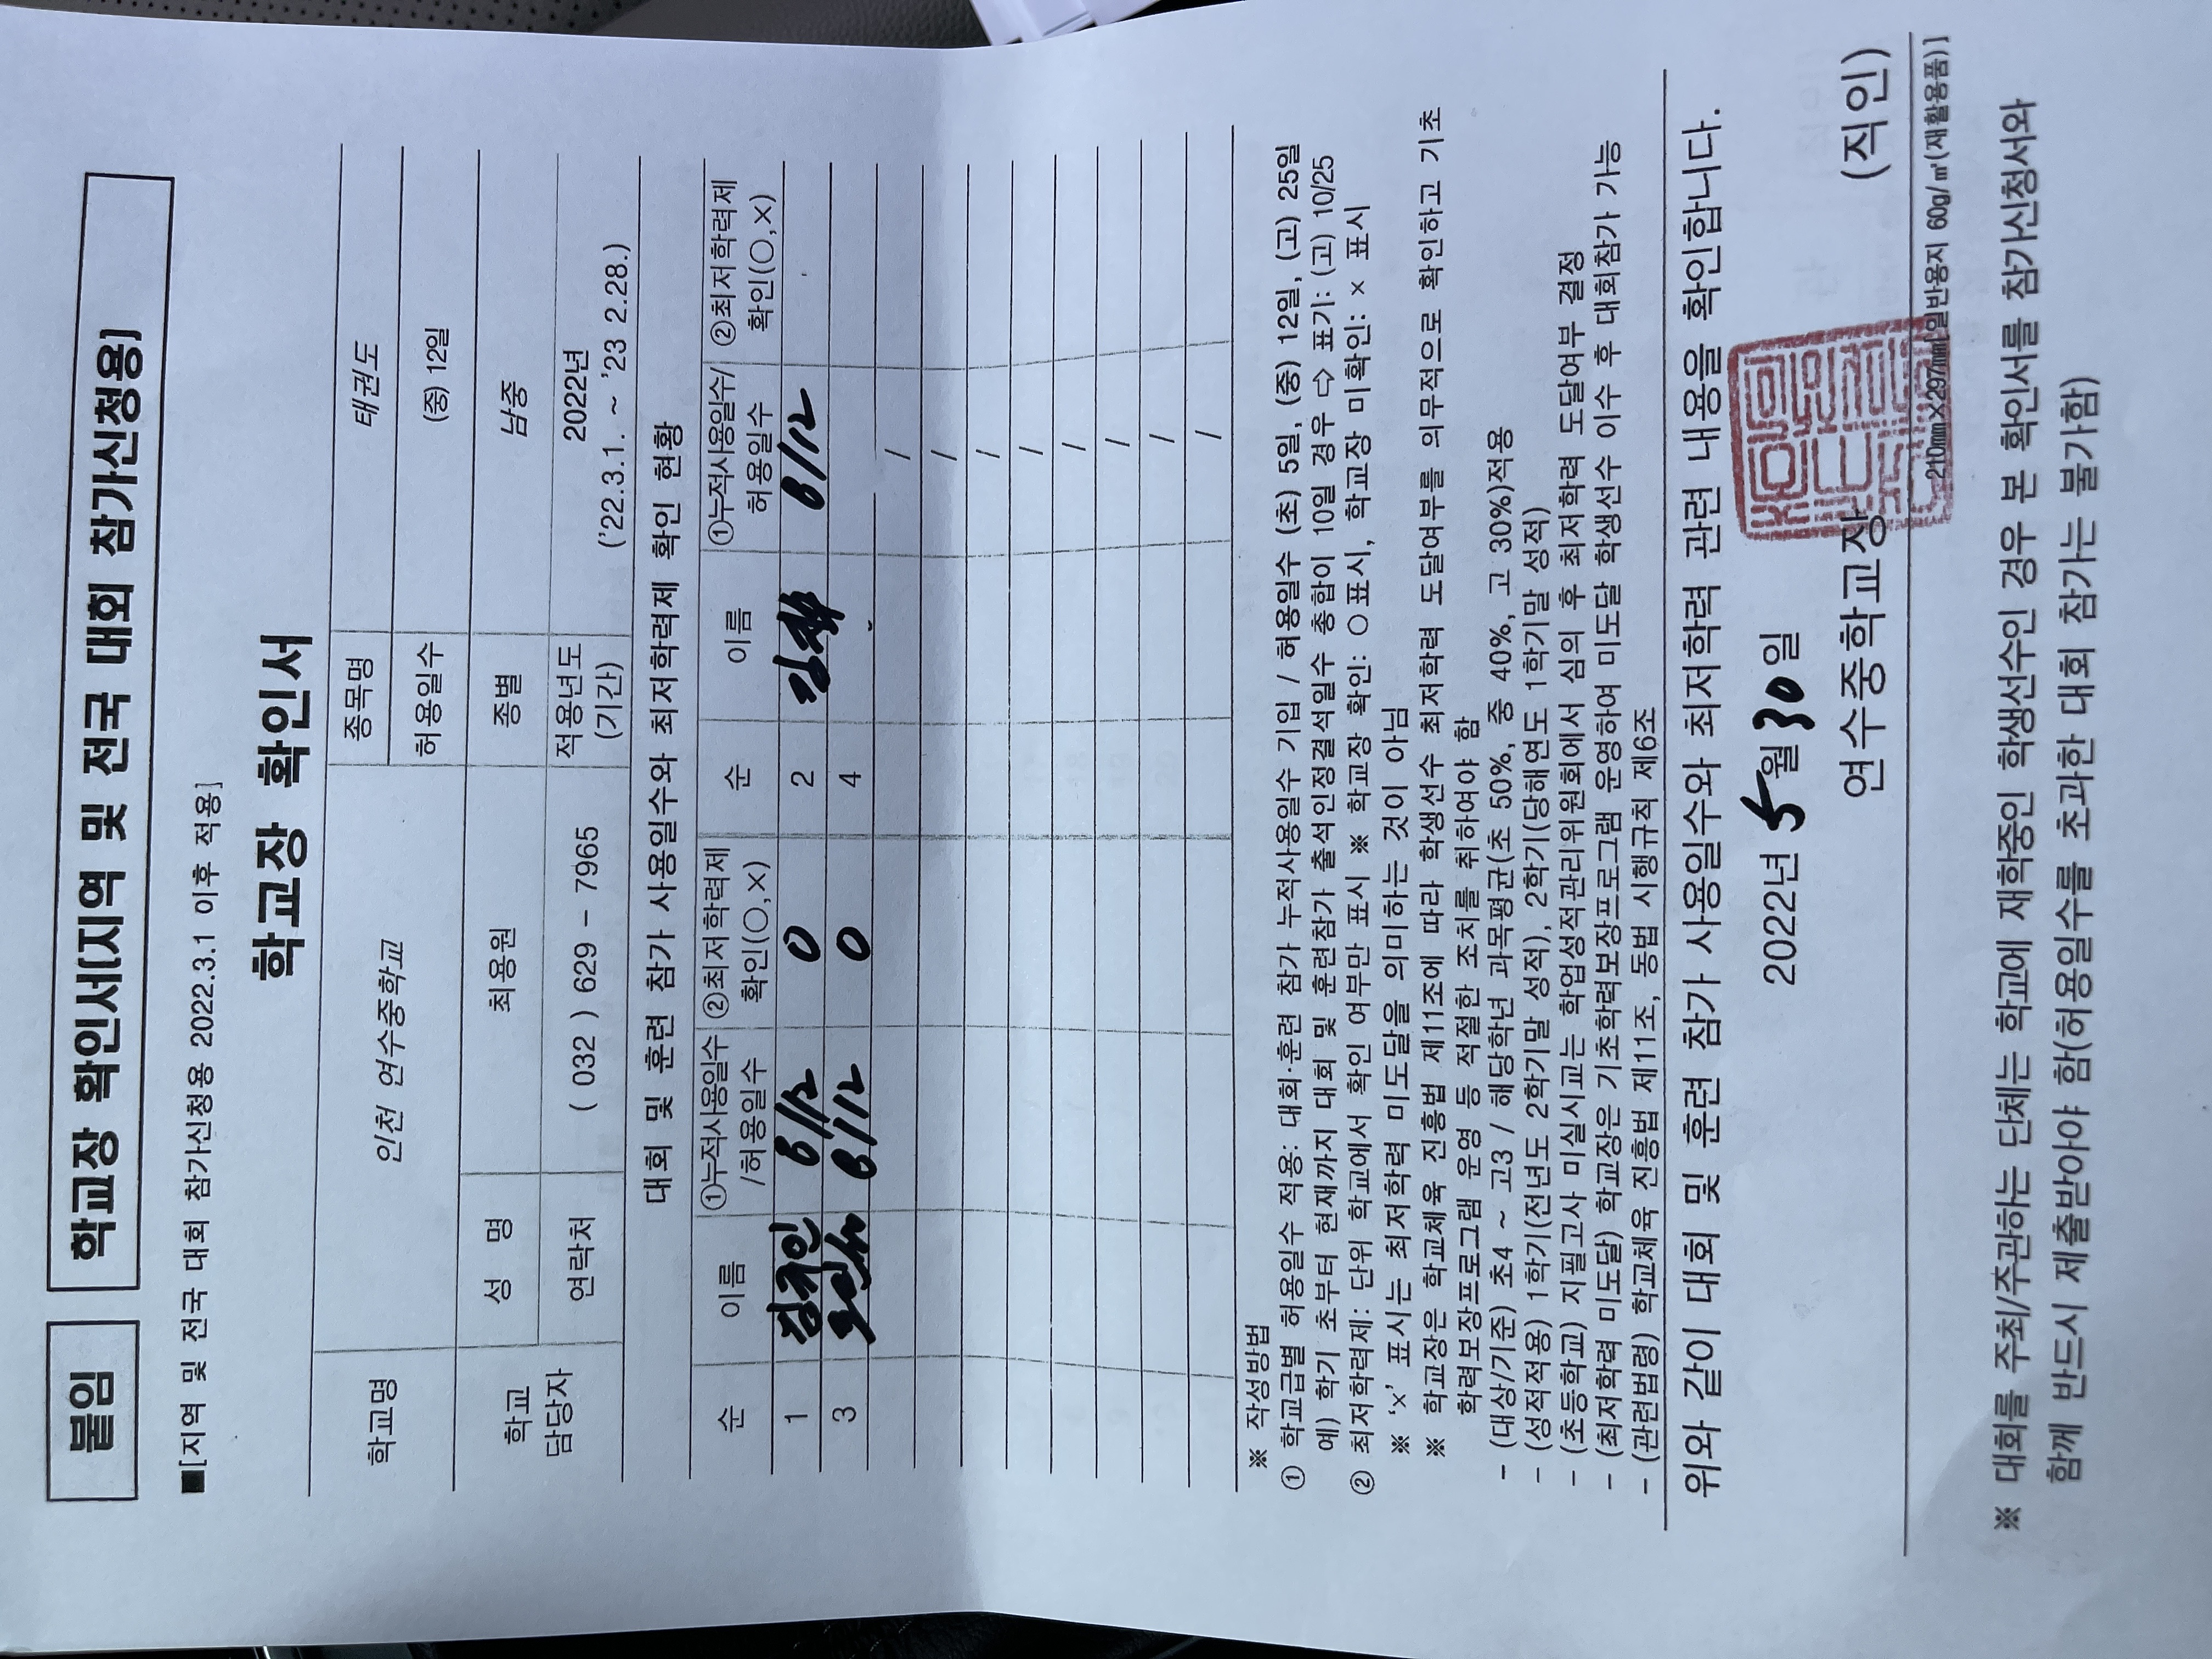 붙임
학교장 확인서[지역 및 전국 대회 참가신청용]
■[지역 및 전국 대회 참가신청용 2022.3.1 이후 적용]
학교장 확인서
학교명 인천 연수중학교 종목명 태권도
허용일수 (중) 12일
학교 담당자 성 명 최용원 종별 남중
연락처 ( 032 ) 629 - 7965 적용년도 (기간) 2022년 ('22.3.1. ~ '23 2.28.)
대회 및 훈련 참가 사용일수와 최저학력제 확인 현황
순 이름 ①누적사용일수/허용일수 ②최저학력제 확인(○,×) 순 이름 ①누적사용일수/허용일수 ②최저학력제 확인(○,×)
1 6/12 0 2 6/12
3 6/12 0 4
/
/
/
/
/
/
/
/
※ 작성방법
① 학교급별 허용일수 적용: 대회·훈련 참가 누적사용일수 기입 / 허용일수 (초) 5일, (중) 12일, (고) 25일
예) 학기 초부터 현재까지 대회 및 훈련참가 출석인정결석일수 총합이 10일 경우 ⇨ 표기: (고) 10/25
② 최저학력제: 단위 학교에서 확인 여부만 표시 ※ 학교장 확인: ○표시, 학교장 미확인: × 표시
※ 'x' 표시는 최저학력 미도달을 의미하는 것이 아님
※ 학교장은 학교체육 진흥법 제11조에 따라 학생선수 최저학력 도달여부를 의무적으로 확인하고 기초
학력보장프로그램 운영 등 적절한 조치를 취하여야 함
- (대상/기준) 초4 ~ 고3 / 해당학년 과목평균(초 50%, 중 40%, 고 30%)적용
- (성적적용) 1학기(전년도 2학기말 성적), 2학기(당해연도 1학기말 성적)
- (초등학교) 지필고사 미실시교는 학업성적관리위원회에서 심의 후 최저학력 도달여부 결정
- (최저학력 미도달) 학교장은 기초학력보장프로그램 운영하여 미도달 학생선수 이수 후 대회참가 가능
- (관련법령) 학교체육 진흥법 제11조, 동법 시행규칙 제6조
위와 같이 대회 및 훈련 참가 사용일수와 최저학력 관련 내용을 확인합니다.
2022년 5월 30일
연수중학교장 (직인)
210mm×297mm[일반용지 60g/㎡(재활용품)]
※ 대회를 주최/주관하는 단체는 학교에 재학중인 학생선수인 경우 본 확인서를 참가신청서와
함께 반드시 제출받아야 함(허용일수를 초과한 대회 참가는 불가함)